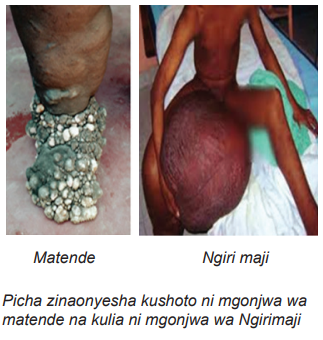 Matende
Ngiri maji
Picha zinaonyesha kushoto ni mgonjwa wa
matende na kulia ni mgonjwa wa Ngirimaji